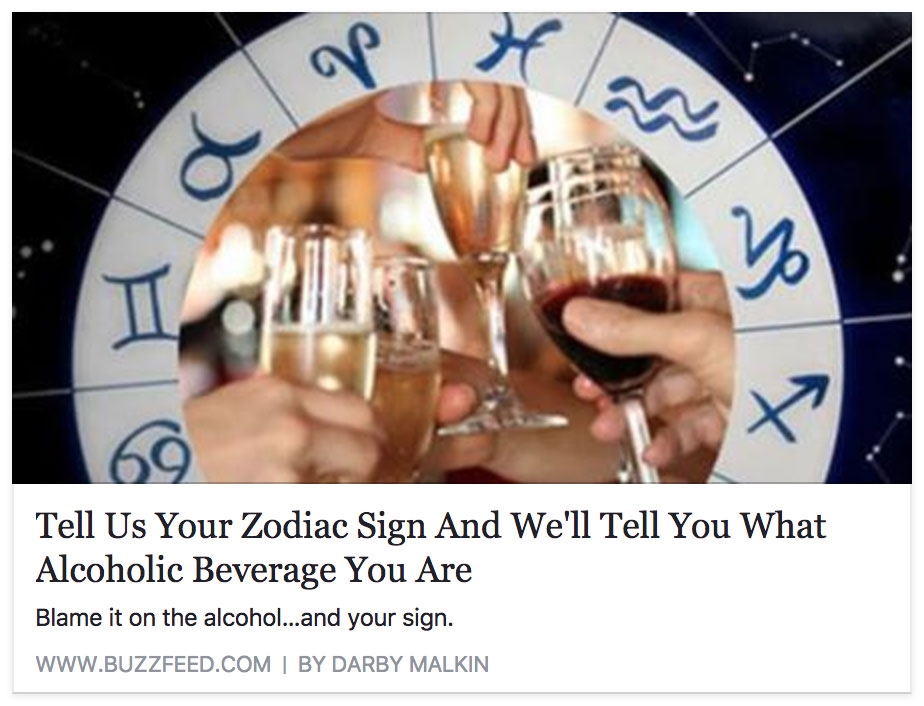 Tell Us Your Zodiac Sign And We'll Tell You What
Alcoholic Beverage You Are
Blame it on the alcohol...and your sign.
WWW.BUZZFEED.COM | BY DARBY MALKIN